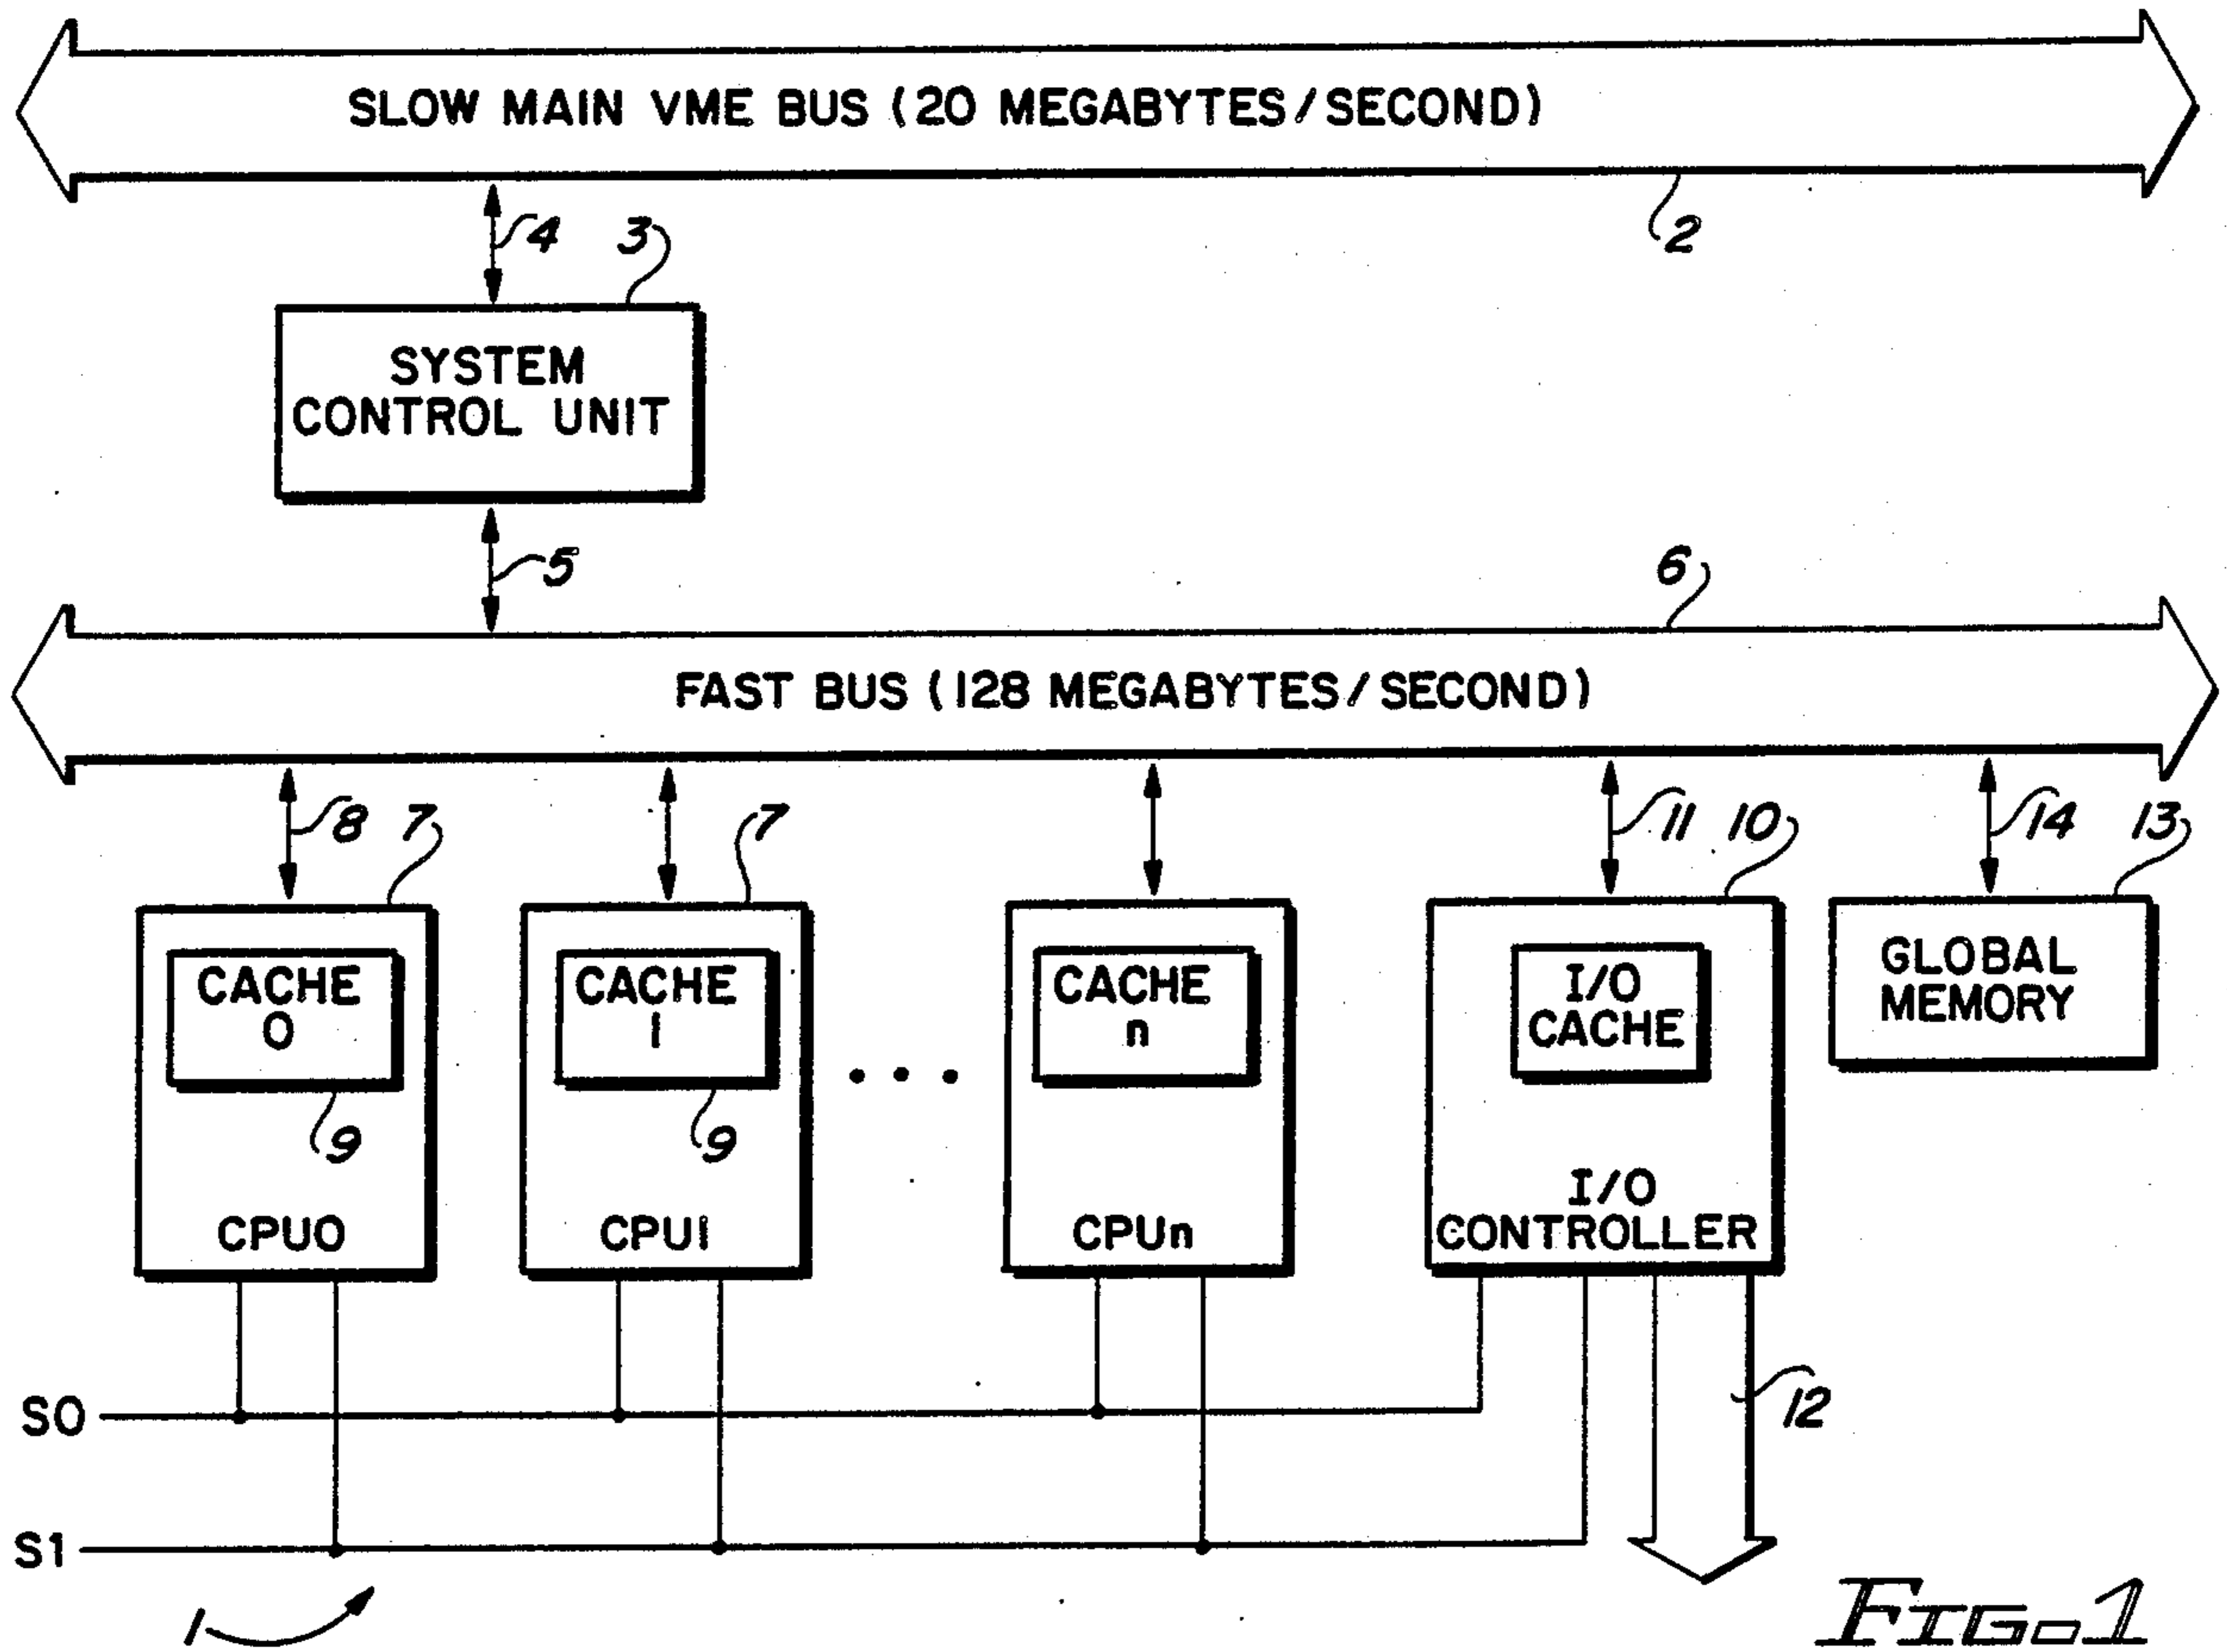 SLOW MAIN VME BUS (20 MEGABYTES/SECOND)
2
4
3
SYSTEM
CONTROL UNIT
5
6
FAST BUS (128 MEGABYTES/SECOND)
8
7
7
11
10
14
13
CACHE
0
9
CPU0
CACHE
1
9
CPU1
• • •
CACHE
n
CPUn
I/O
CACHE
I/O
CONTROLLER
GLOBAL
MEMORY
S0
12
S1
1
FIG. 1